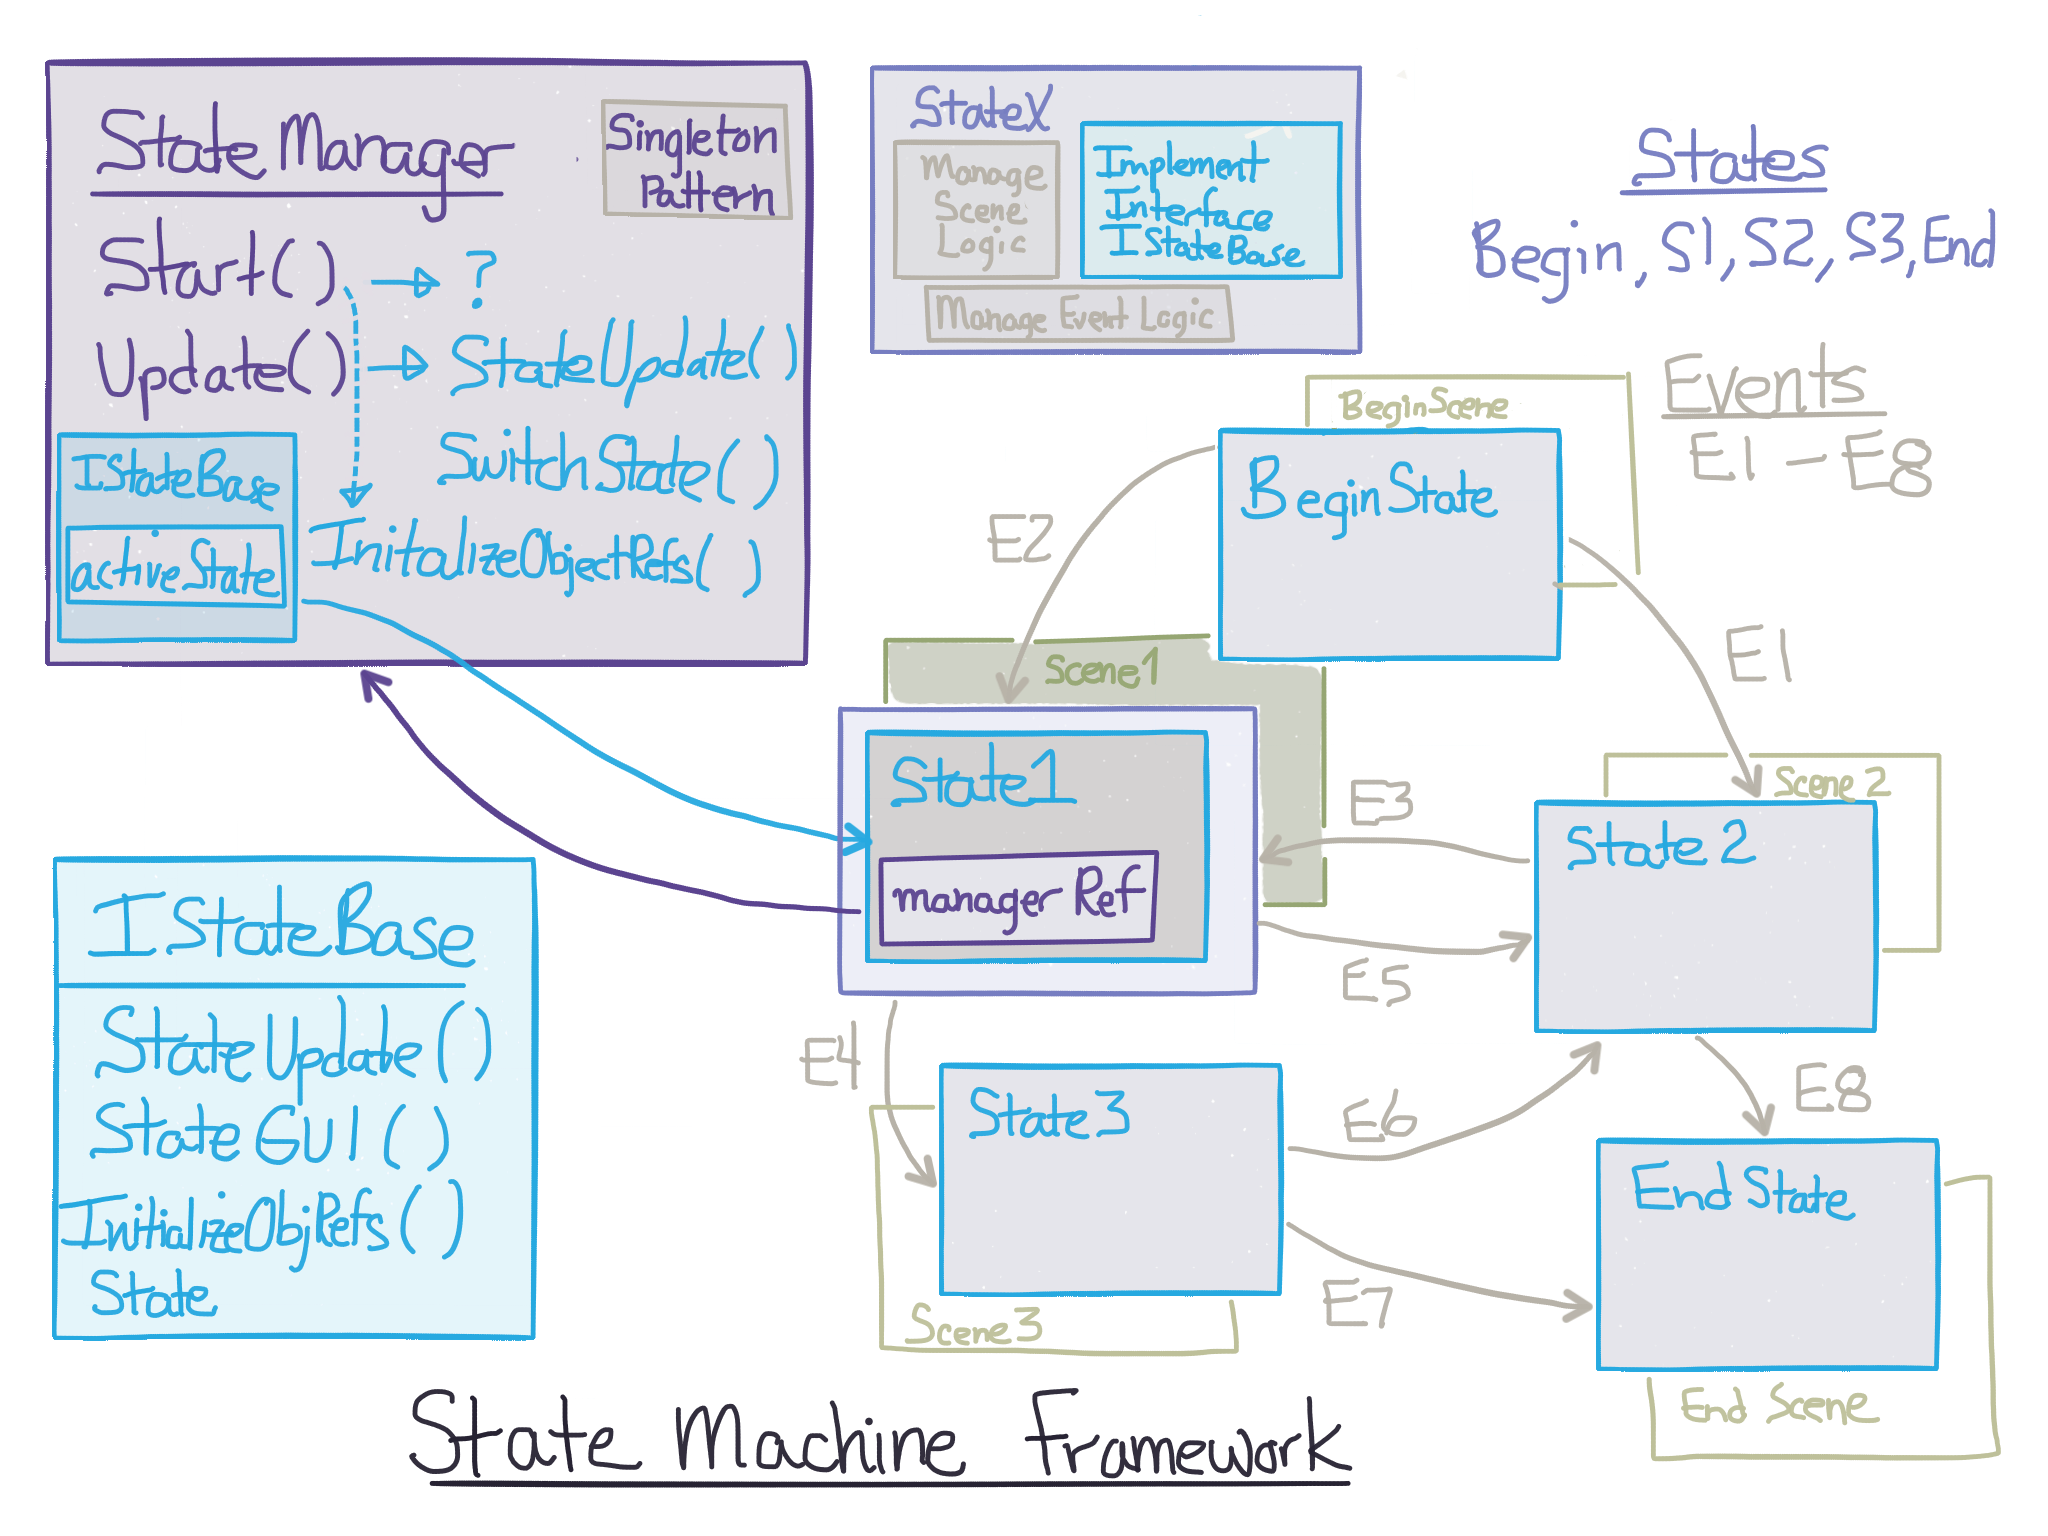 StateManager
Singleton
Pattern
Start() ?
Update() StateUpdate()
SwitchState()
InitalizeObjectRefs()
IStateBase
activeState
StateX
Manage
Scene
Logic
Implement
Interface
IStateBase
Manage Event Logic
States
Begin, S1, S2, S3, End
Events
E1 - E8
BeginScene
BeginState
E2
E1
Scene1
State1
managerRef
E3
E5
Scene 2
State 2
E4
State3
Scene3
E6
E7
E8
End State
End Scene
IStateBase
StateUpdate()
State GUI()
InitializeObjRefs()
State
State Machine Framework